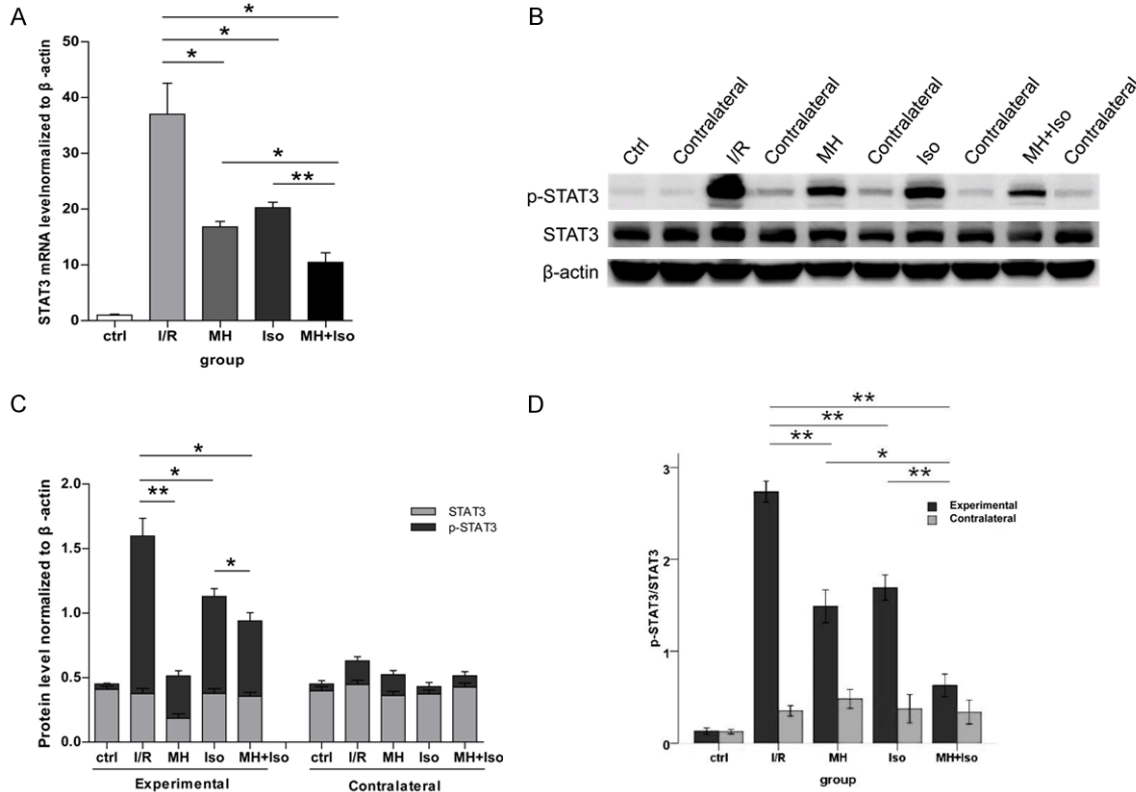 A
*
*
*
*
**
50
40
30
20
10
0
STAT3 mRNA levelnormalized to β -actin
ctrl I/R MH Iso MH+Iso
group
B
Ctrl Contralateral I/R Contralateral MH Contralateral Iso Contralateral MH+Iso Contralateral
p-STAT3
STAT3
β-actin
C
*
*
**
*
2.0
1.5
1.0
0.5
0.0
Protein level normalized to β -actin
STAT3
p-STAT3
ctrl I/R MH Iso MH+Iso ctrl I/R MH Iso MH+Iso
Experimental Contralateral
D
**
**
**
*
**
3
2
1
0
p-STAT3/STAT3
Experimental
Contralateral
ctrl I/R MH Iso MH+Iso
group